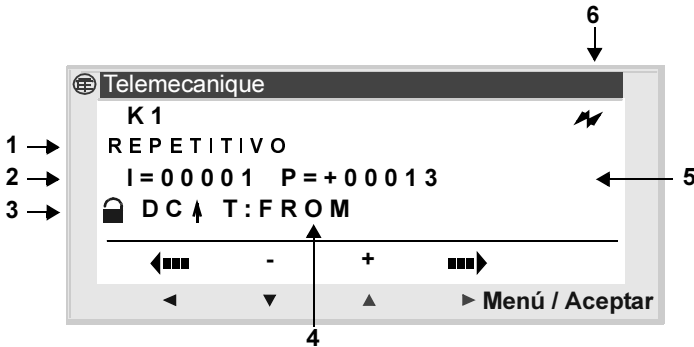 6
Telemecanique
K1
1 REPETITIVO
2 I=00001 P=+00013 5
3 DC T:FROM
- +
Menú / Aceptar
4